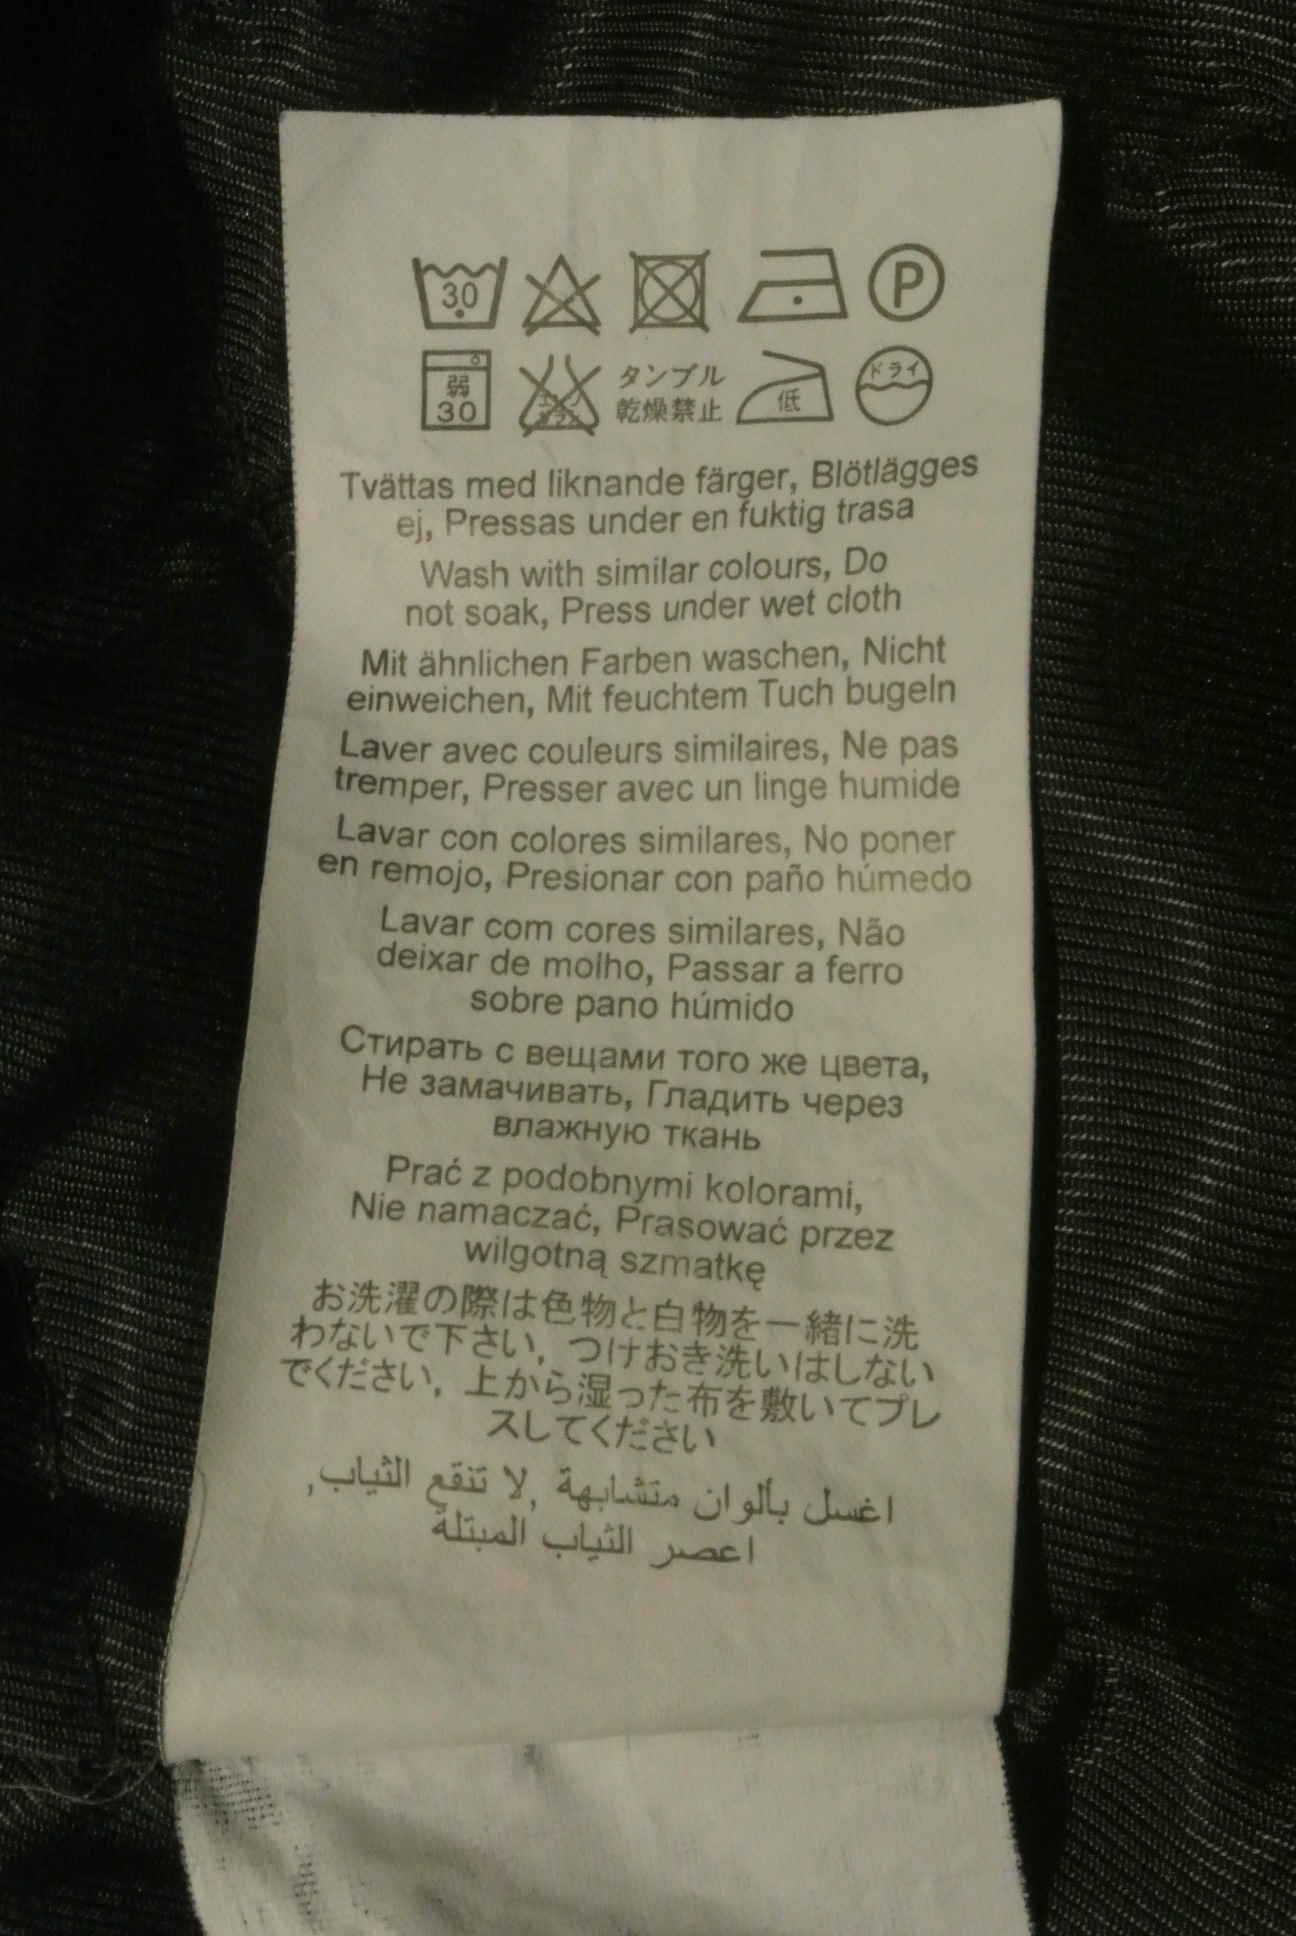 30 P
弱 30 エンソ サラシ タンブル 乾燥禁止 低 ドライ
Tvättas med liknande färger, Blötlägges
ej, Pressas under en fuktig trasa
Wash with similar colours, Do
not soak, Press under wet cloth
Mit ähnlichen Farben waschen, Nicht
einweichen, Mit feuchtem Tuch bugeln
Laver avec couleurs similaires, Ne pas
tremper, Presser avec un linge humide
Lavar con colores similares, No poner
en remojo, Presionar con paño húmedo
Lavar com cores similares, Não
deixar de molho, Passar a ferro
sobre pano húmido
Стирать с вещами того же цвета,
Не замачивать, Гладить через
влажную ткань
Prać z podobnymi kolorami,
Nie namaczać, Prasować przez
wilgotną szmatkę
お洗濯の際は色物と白物を一緒に洗
わないで下さい, つけおき洗いはしない
でください, 上から湿った布を敷いてプレ
スしてください
اغسل بألوان متشابهة ,لا تنقع الثياب,
اعصر الثياب المبتلة